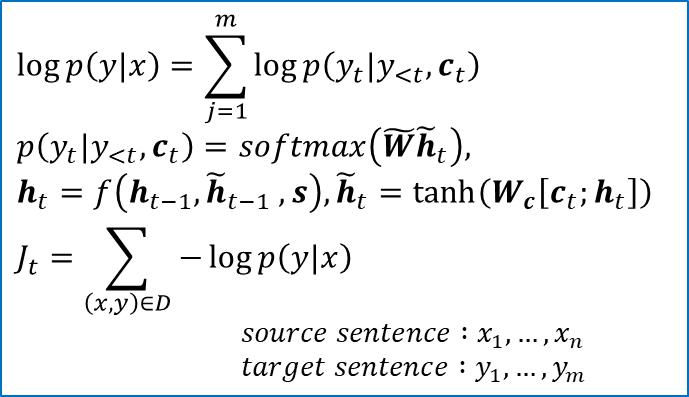 log p(y|x) = ∑_{j=1}^{m} log p(y_t|y_{<t}, c_t)
p(y_t|y_{<t}, c_t) = softmax(W̃h̃_t),
h_t = f(h_{t−1}, h̃_{t−1} , s), h̃_t = tanh(W_c[c_t; h_t])
J_t = ∑_{(x,y)∈D} − log p(y|x)
source sentence : x_1, … , x_n
target sentence : y_1, … , y_m